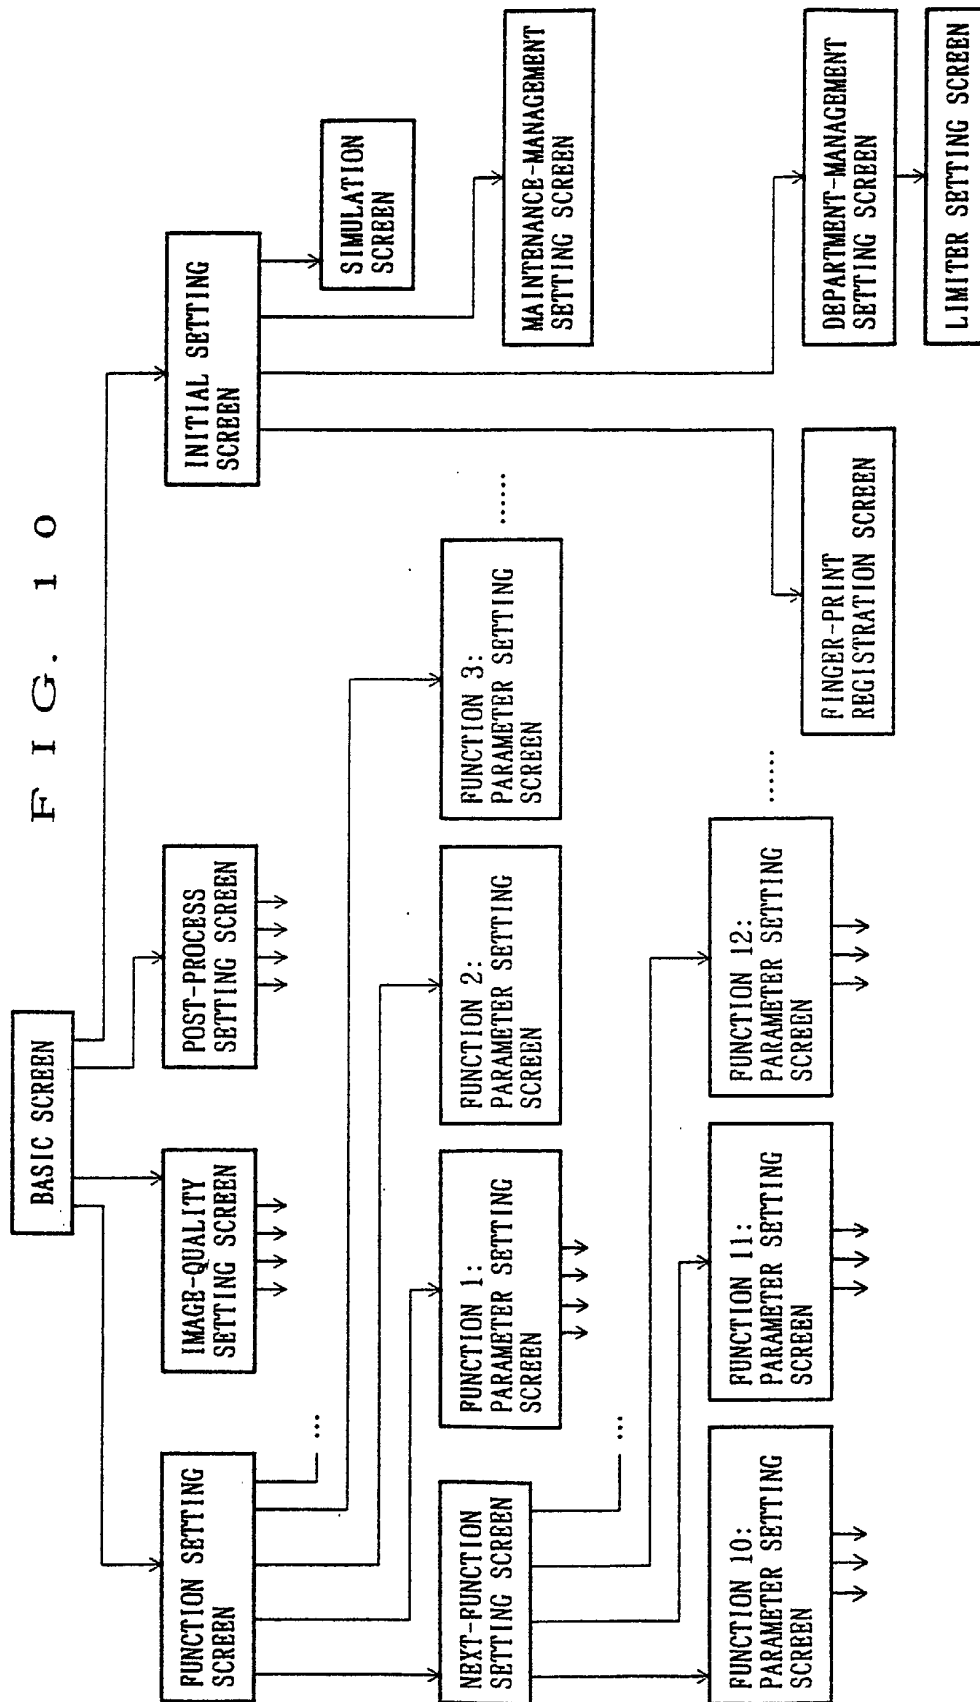 FIG. 10
BASIC SCREEN
FUNCTION SETTING
SCREEN
IMAGE-QUALITY
SETTING SCREEN
POST-PROCESS
SETTING SCREEN
INITIAL SETTING
SCREEN
SIMULATION
SCREEN
...
NEXT-FUNCTION
SETTING SCREEN
FUNCTION 1:
PARAMETER SETTING
SCREEN
FUNCTION 2:
PARAMETER SETTING
SCREEN
FUNCTION 3:
PARAMETER SETTING
SCREEN
......
MAINTENANCE-MANAGEMENT
SETTING SCREEN
...
FUNCTION 10:
PARAMETER SETTING
SCREEN
FUNCTION 11:
PARAMETER SETTING
SCREEN
FUNCTION 12:
PARAMETER SETTING
SCREEN
......
FINGER-PRINT
REGISTRATION SCREEN
DEPARTMENT-MANAGEMENT
SETTING SCREEN
LIMITER SETTING SCREEN